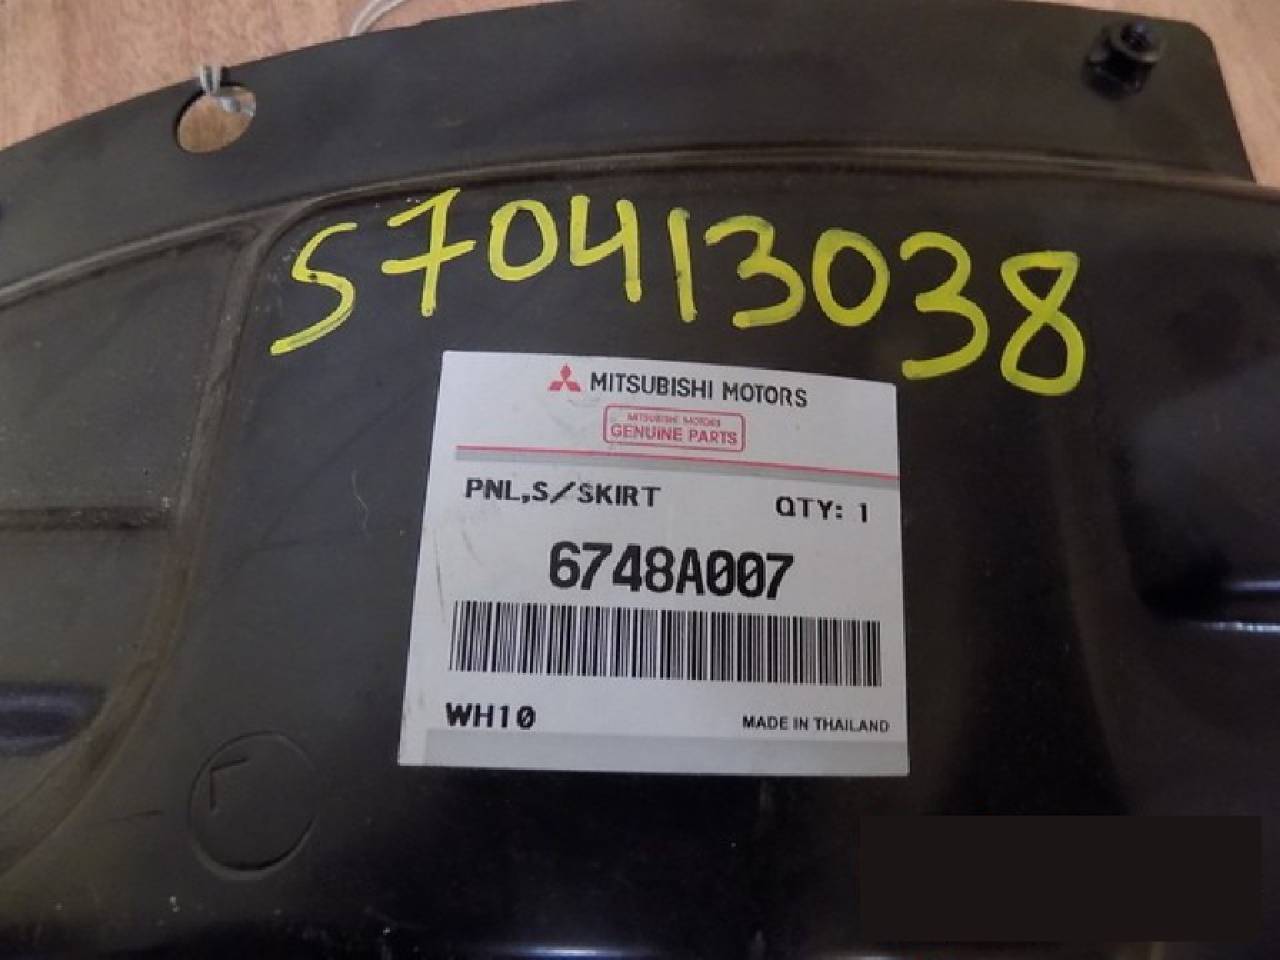 570413038
MITSUBISHI MOTORS
MITSUBISHI MOTORS
GENUINE PARTS
PNL,S/SKIRT QTY: 1
6748A007
WH10 MADE IN THAILAND
L